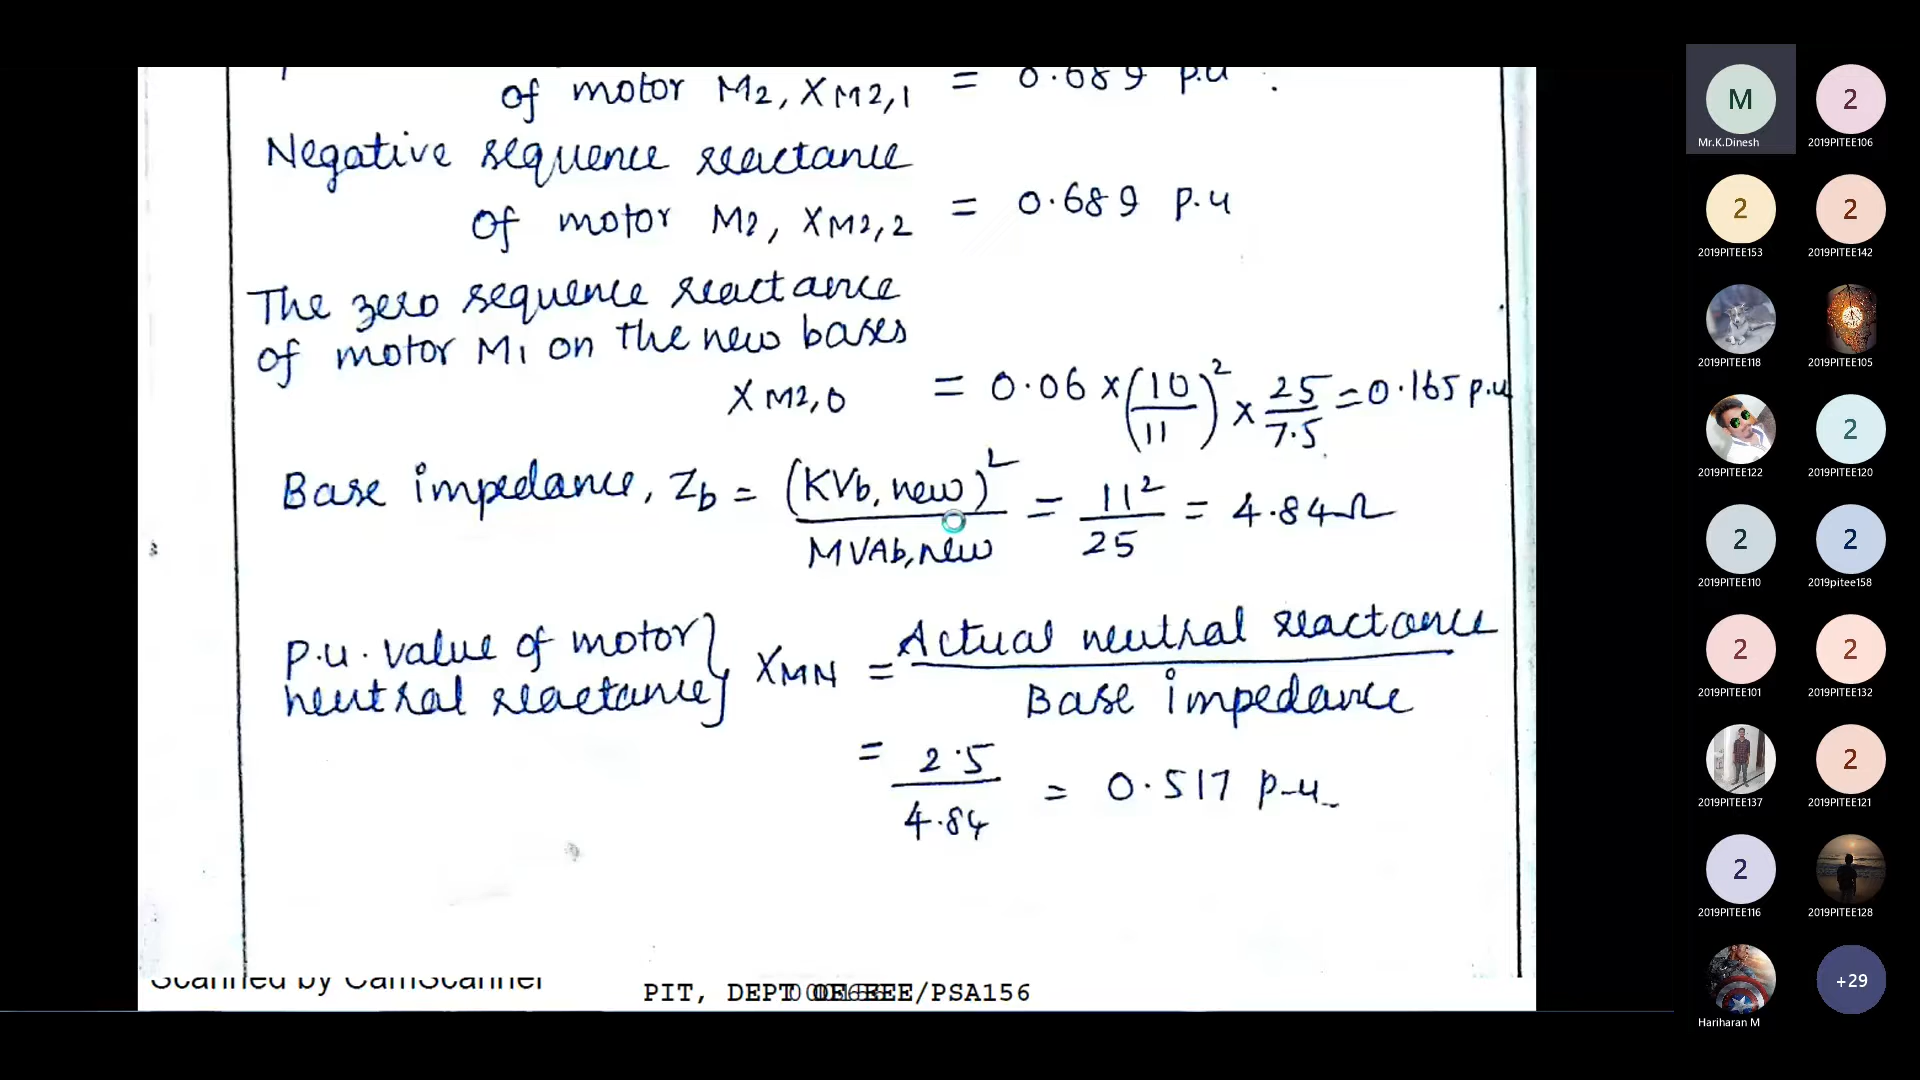 of motor M2, XM2,1 = 0.689 p.u.
Negative sequence reactance
of motor M2, XM2,2 = 0.689 p.u
The zero sequence reactance
of motor M1 on the new bases
XM2,0 = 0.06 × (10/11)² × 25/7.5 = 0.165 p.u
Base impedance, Zb = (KVb, new)²/MVAb, new = 11²/25 = 4.84Ω
p.u. value of motor neutral reactance} XMN = Actual neutral reactance/Base impedance
= 2.5/4.84 = 0.517 p.u.
Scanned by CamScanner
PIT, DEPT OF EEE/PSA156
M
Mr.K.Dinesh
2
2019PITEE106
2
2019PITEE153
2
2019PITEE142
2019PITEE118
2019PITEE105
2019PITEE122
2
2019PITEE120
2
2019PITEE110
2
2019pitee158
2
2019PITEE101
2
2019PITEE132
2019PITEE137
2
2019PITEE121
2
2019PITEE116
2019PITEE128
Hariharan M
+29